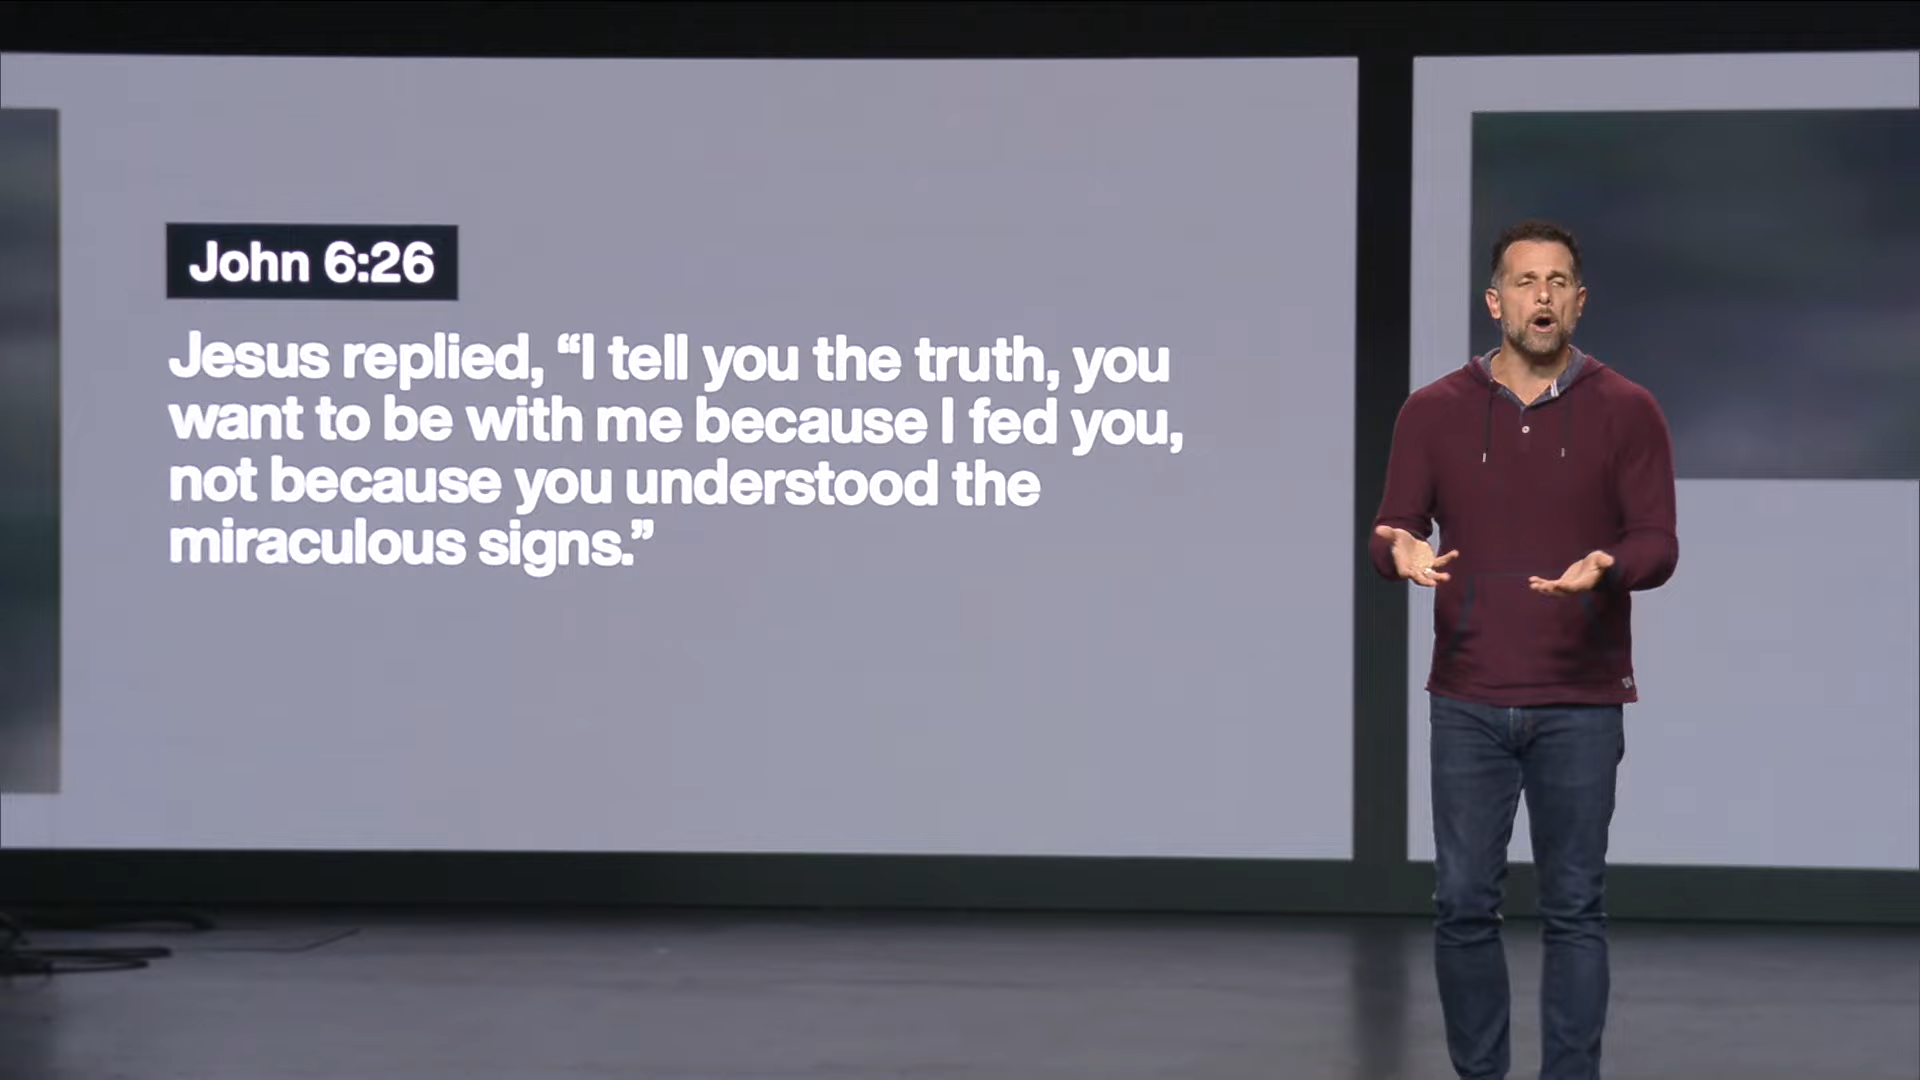 John 6:26
Jesus replied, “I tell you the truth, you
want to be with me because I fed you,
not because you understood the
miraculous signs.”